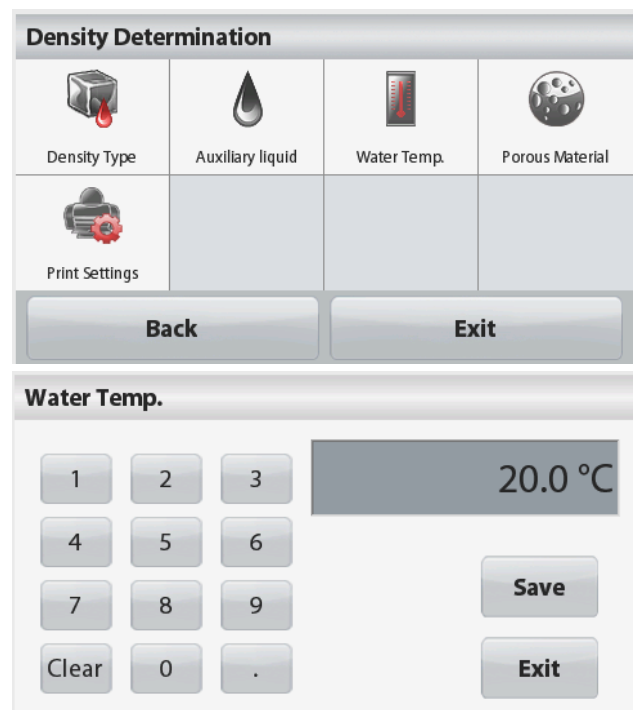 Density Determination
Density Type Auxiliary liquid Water Temp. Porous Material
Print Settings
Back Exit
Water Temp.
1 2 3 20.0 °C
4 5 6
7 8 9 Save
Clear 0 . Exit